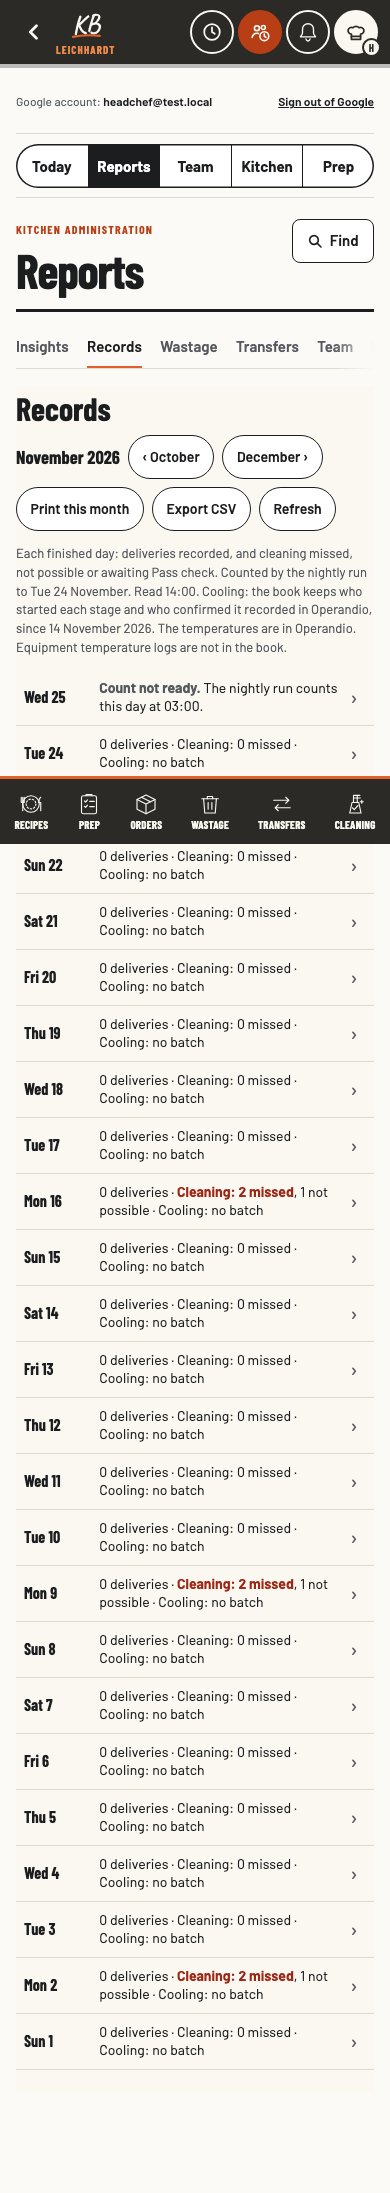 KB
LEICHHARDT
H
Google account: headchef@test.local
Sign out of Google
Today
Reports
Team
Kitchen
Prep
KITCHEN ADMINISTRATION
Reports
Find
Insights
Records
Wastage
Transfers
Team
Records
November 2026
‹ October
December ›
Print this month
Export CSV
Refresh
Each finished day: deliveries recorded, and cleaning missed,
not possible or awaiting Pass check. Counted by the nightly run
to Tue 24 November. Read 14:00. Cooling: the book keeps who
started each stage and who confirmed it recorded in Operandio,
since 14 November 2026. The temperatures are in Operandio.
Equipment temperature logs are not in the book.
Wed 25
Count not ready. The nightly run counts
this day at 03:00.
›
Tue 24
0 deliveries · Cleaning: 0 missed ·
Cooling: no batch
›
RECIPES
PREP
ORDERS
WASTAGE
TRANSFERS
CLEANING
Sun 22
0 deliveries · Cleaning: 0 missed ·
Cooling: no batch
›
Sat 21
0 deliveries · Cleaning: 0 missed ·
Cooling: no batch
›
Fri 20
0 deliveries · Cleaning: 0 missed ·
Cooling: no batch
›
Thu 19
0 deliveries · Cleaning: 0 missed ·
Cooling: no batch
›
Wed 18
0 deliveries · Cleaning: 0 missed ·
Cooling: no batch
›
Tue 17
0 deliveries · Cleaning: 0 missed ·
Cooling: no batch
›
Mon 16
0 deliveries · Cleaning: 2 missed, 1 not
possible · Cooling: no batch
›
Sun 15
0 deliveries · Cleaning: 0 missed ·
Cooling: no batch
›
Sat 14
0 deliveries · Cleaning: 0 missed ·
Cooling: no batch
›
Fri 13
0 deliveries · Cleaning: 0 missed ·
Cooling: no batch
›
Thu 12
0 deliveries · Cleaning: 0 missed ·
Cooling: no batch
›
Wed 11
0 deliveries · Cleaning: 0 missed ·
Cooling: no batch
›
Tue 10
0 deliveries · Cleaning: 0 missed ·
Cooling: no batch
›
Mon 9
0 deliveries · Cleaning: 2 missed, 1 not
possible · Cooling: no batch
›
Sun 8
0 deliveries · Cleaning: 0 missed ·
Cooling: no batch
›
Sat 7
0 deliveries · Cleaning: 0 missed ·
Cooling: no batch
›
Fri 6
0 deliveries · Cleaning: 0 missed ·
Cooling: no batch
›
Thu 5
0 deliveries · Cleaning: 0 missed ·
Cooling: no batch
›
Wed 4
0 deliveries · Cleaning: 0 missed ·
Cooling: no batch
›
Tue 3
0 deliveries · Cleaning: 0 missed ·
Cooling: no batch
›
Mon 2
0 deliveries · Cleaning: 2 missed, 1 not
possible · Cooling: no batch
›
Sun 1
0 deliveries · Cleaning: 0 missed ·
Cooling: no batch
›